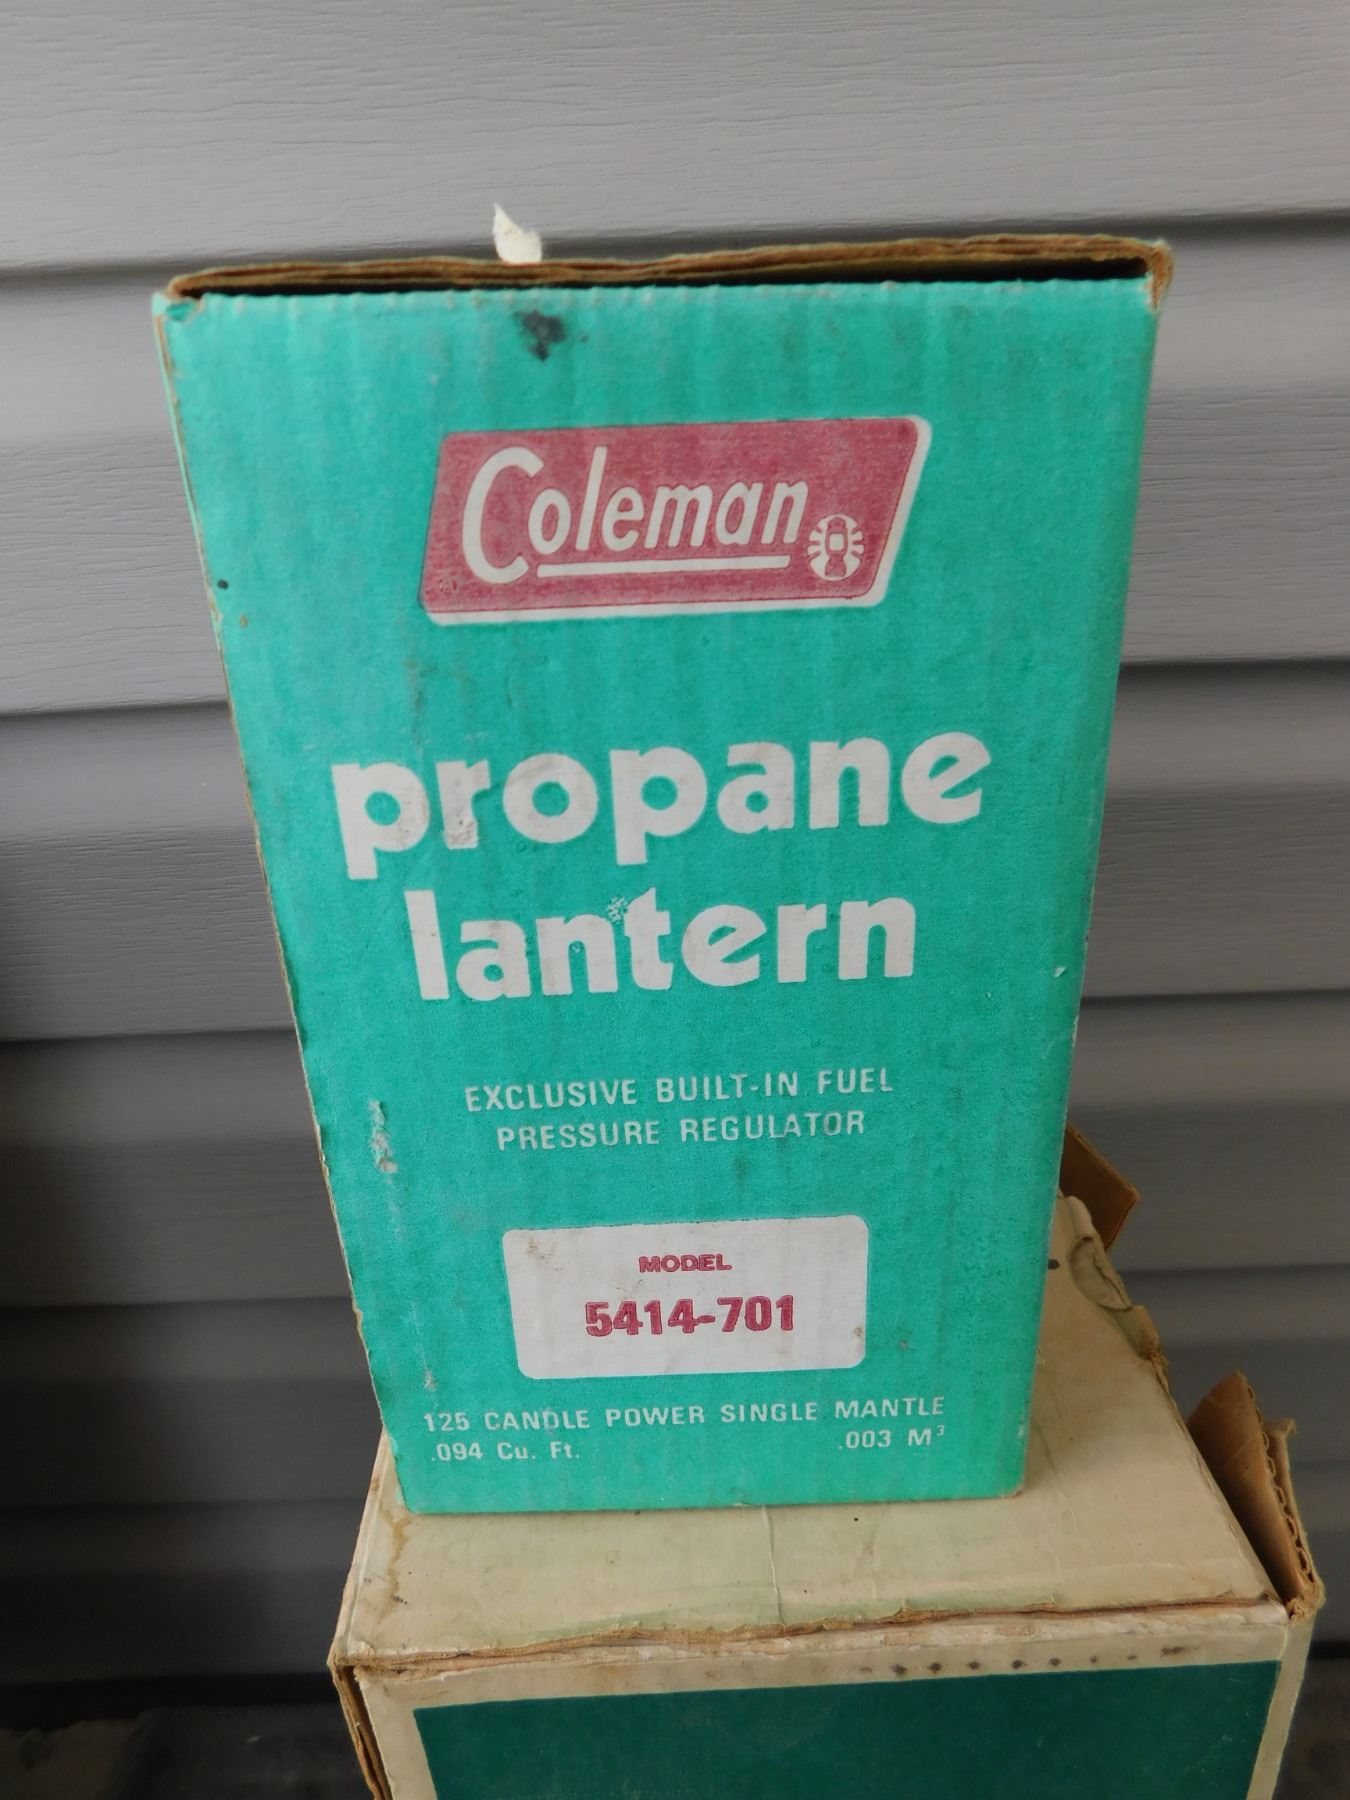 Coleman
propane
lantern
EXCLUSIVE BUILT-IN FUEL
PRESSURE REGULATOR
MODEL
5414-701
125 CANDLE POWER SINGLE MANTLE
.094 Cu. Ft. .003 M³